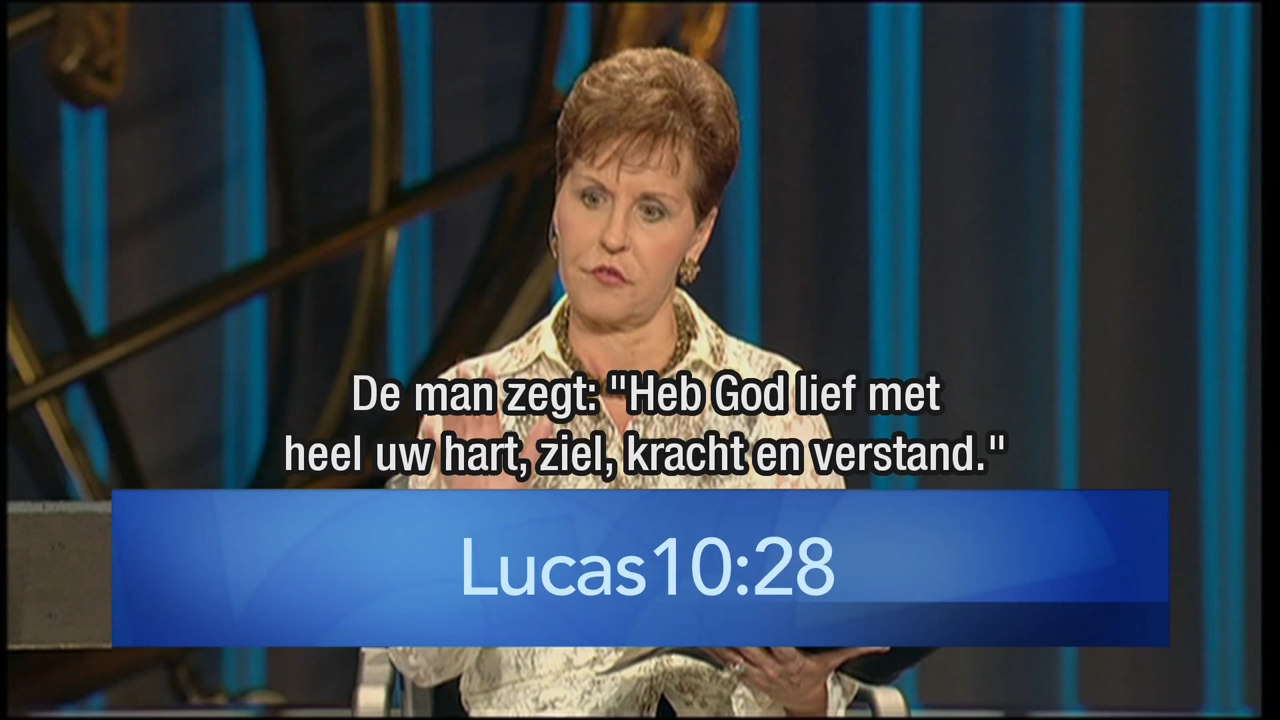 De man zegt: "Heb God lief met
heel uw hart, ziel, kracht en verstand."
Lucas10:28